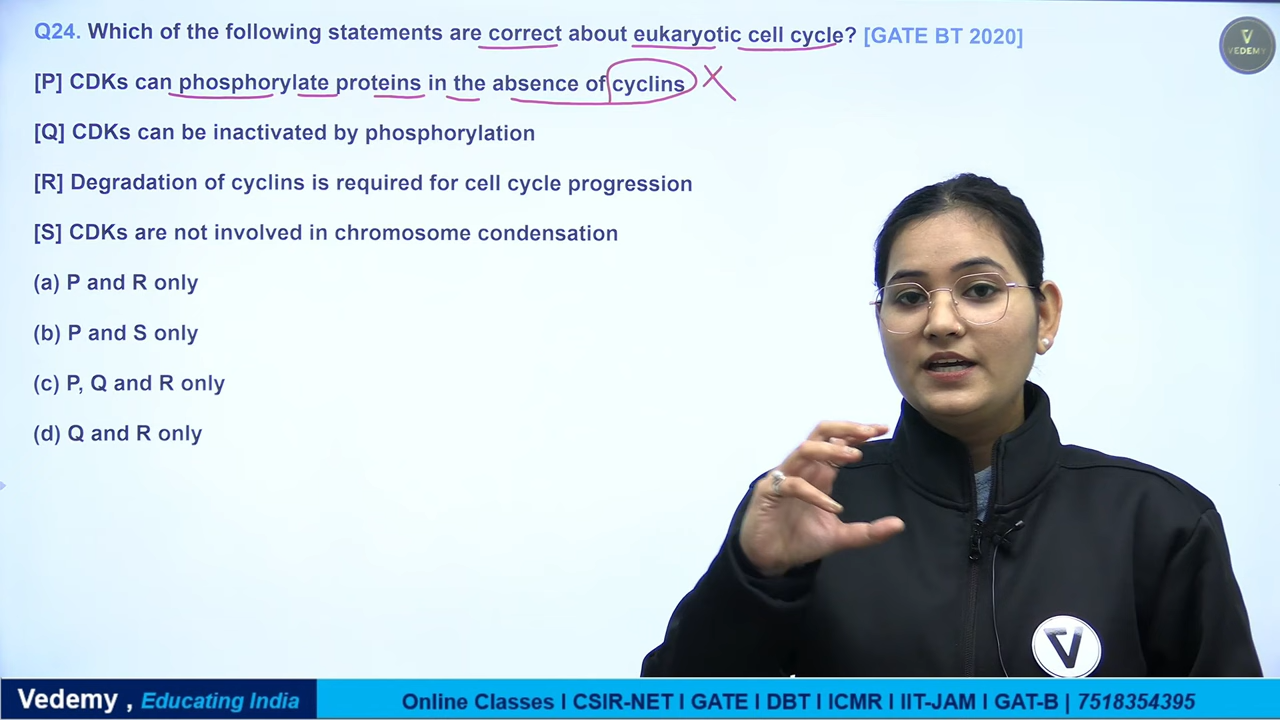 Q24. Which of the following statements are correct about eukaryotic cell cycle? [GATE BT 2020]
V
VEDEMY
[P] CDKs can phosphorylate proteins in the absence of cyclins X
[Q] CDKs can be inactivated by phosphorylation
[R] Degradation of cyclins is required for cell cycle progression
[S] CDKs are not involved in chromosome condensation
(a) P and R only
(b) P and S only
(c) P, Q and R only
(d) Q and R only
V
Vedemy , Educating India
Online Classes I CSIR-NET I GATE I DBT I ICMR I IIT-JAM I GAT-B | 7518354395